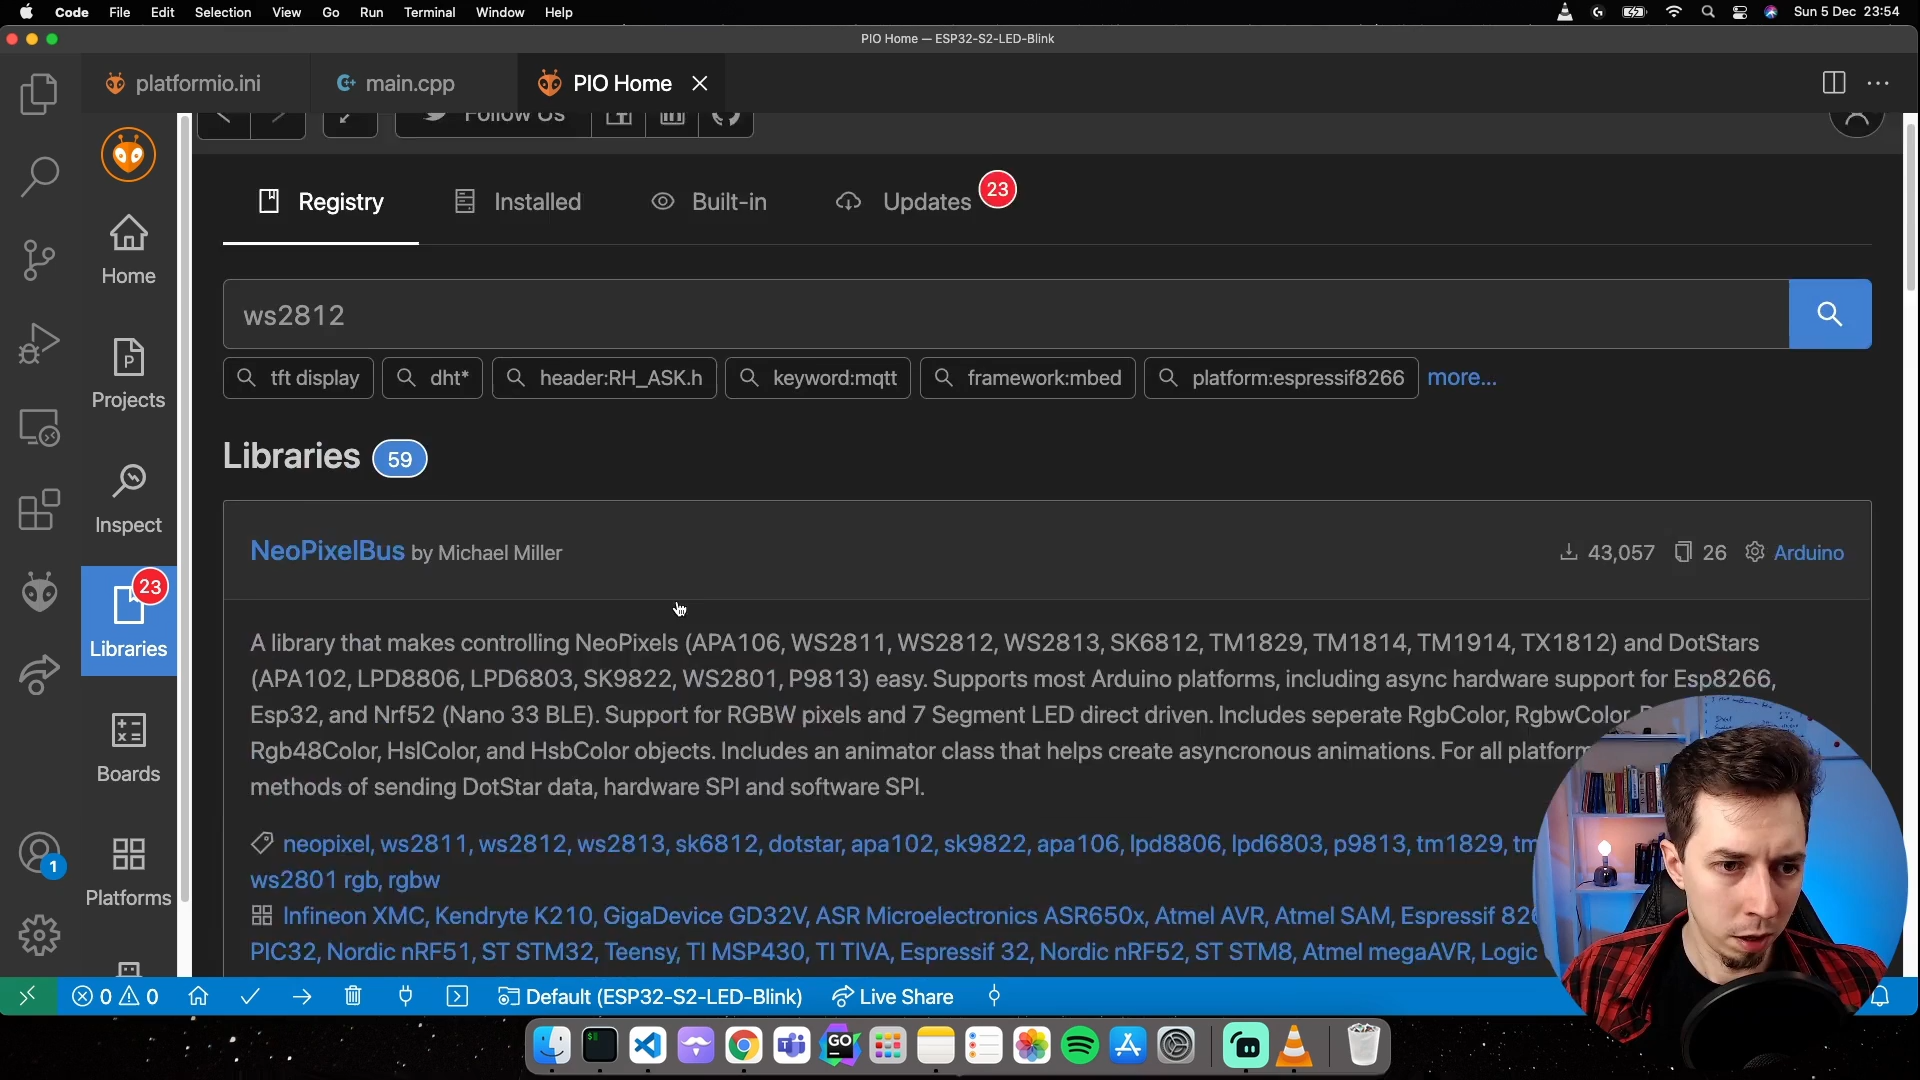 Code File Edit Selection View Go Run Terminal Window Help Sun 5 Dec 23:54
PIO Home — ESP32-S2-LED-Blink
platformio.ini main.cpp PIO Home
Follow Us
Registry Installed Built-in Updates 23
Home
ws2812
tft display dht* header:RH_ASK.h keyword:mqtt framework:mbed platform:espressif8266 more...
Projects
Libraries 59
Inspect
NeoPixelBus by Michael Miller 43,057 26 Arduino
23
Libraries
A library that makes controlling NeoPixels (APA106, WS2811, WS2812, WS2813, SK6812, TM1829, TM1814, TM1914, TX1812) and DotStars
(APA102, LPD8806, LPD6803, SK9822, WS2801, P9813) easy. Supports most Arduino platforms, including async hardware support for Esp8266,
Esp32, and Nrf52 (Nano 33 BLE). Support for RGBW pixels and 7 Segment LED direct driven. Includes seperate RgbColor, RgbwColor,
Rgb48Color, HslColor, and HsbColor objects. Includes an animator class that helps create asyncronous animations. For all platform
methods of sending DotStar data, hardware SPI and software SPI.
Boards
neopixel, ws2811, ws2812, ws2813, sk6812, dotstar, apa102, sk9822, apa106, lpd8806, lpd6803, p9813, tm1829,
ws2801 rgb, rgbw
1
Platforms
Infineon XMC, Kendryte K210, GigaDevice GD32V, ASR Microelectronics ASR650x, Atmel AVR, Atmel SAM, Espressif
PIC32, Nordic nRF51, ST STM32, Teensy, TI MSP430, TI TIVA, Espressif 32, Nordic nRF52, ST STM8, Atmel megaAVR, Logic
0 0 Default (ESP32-S2-LED-Blink) Live Share
GO